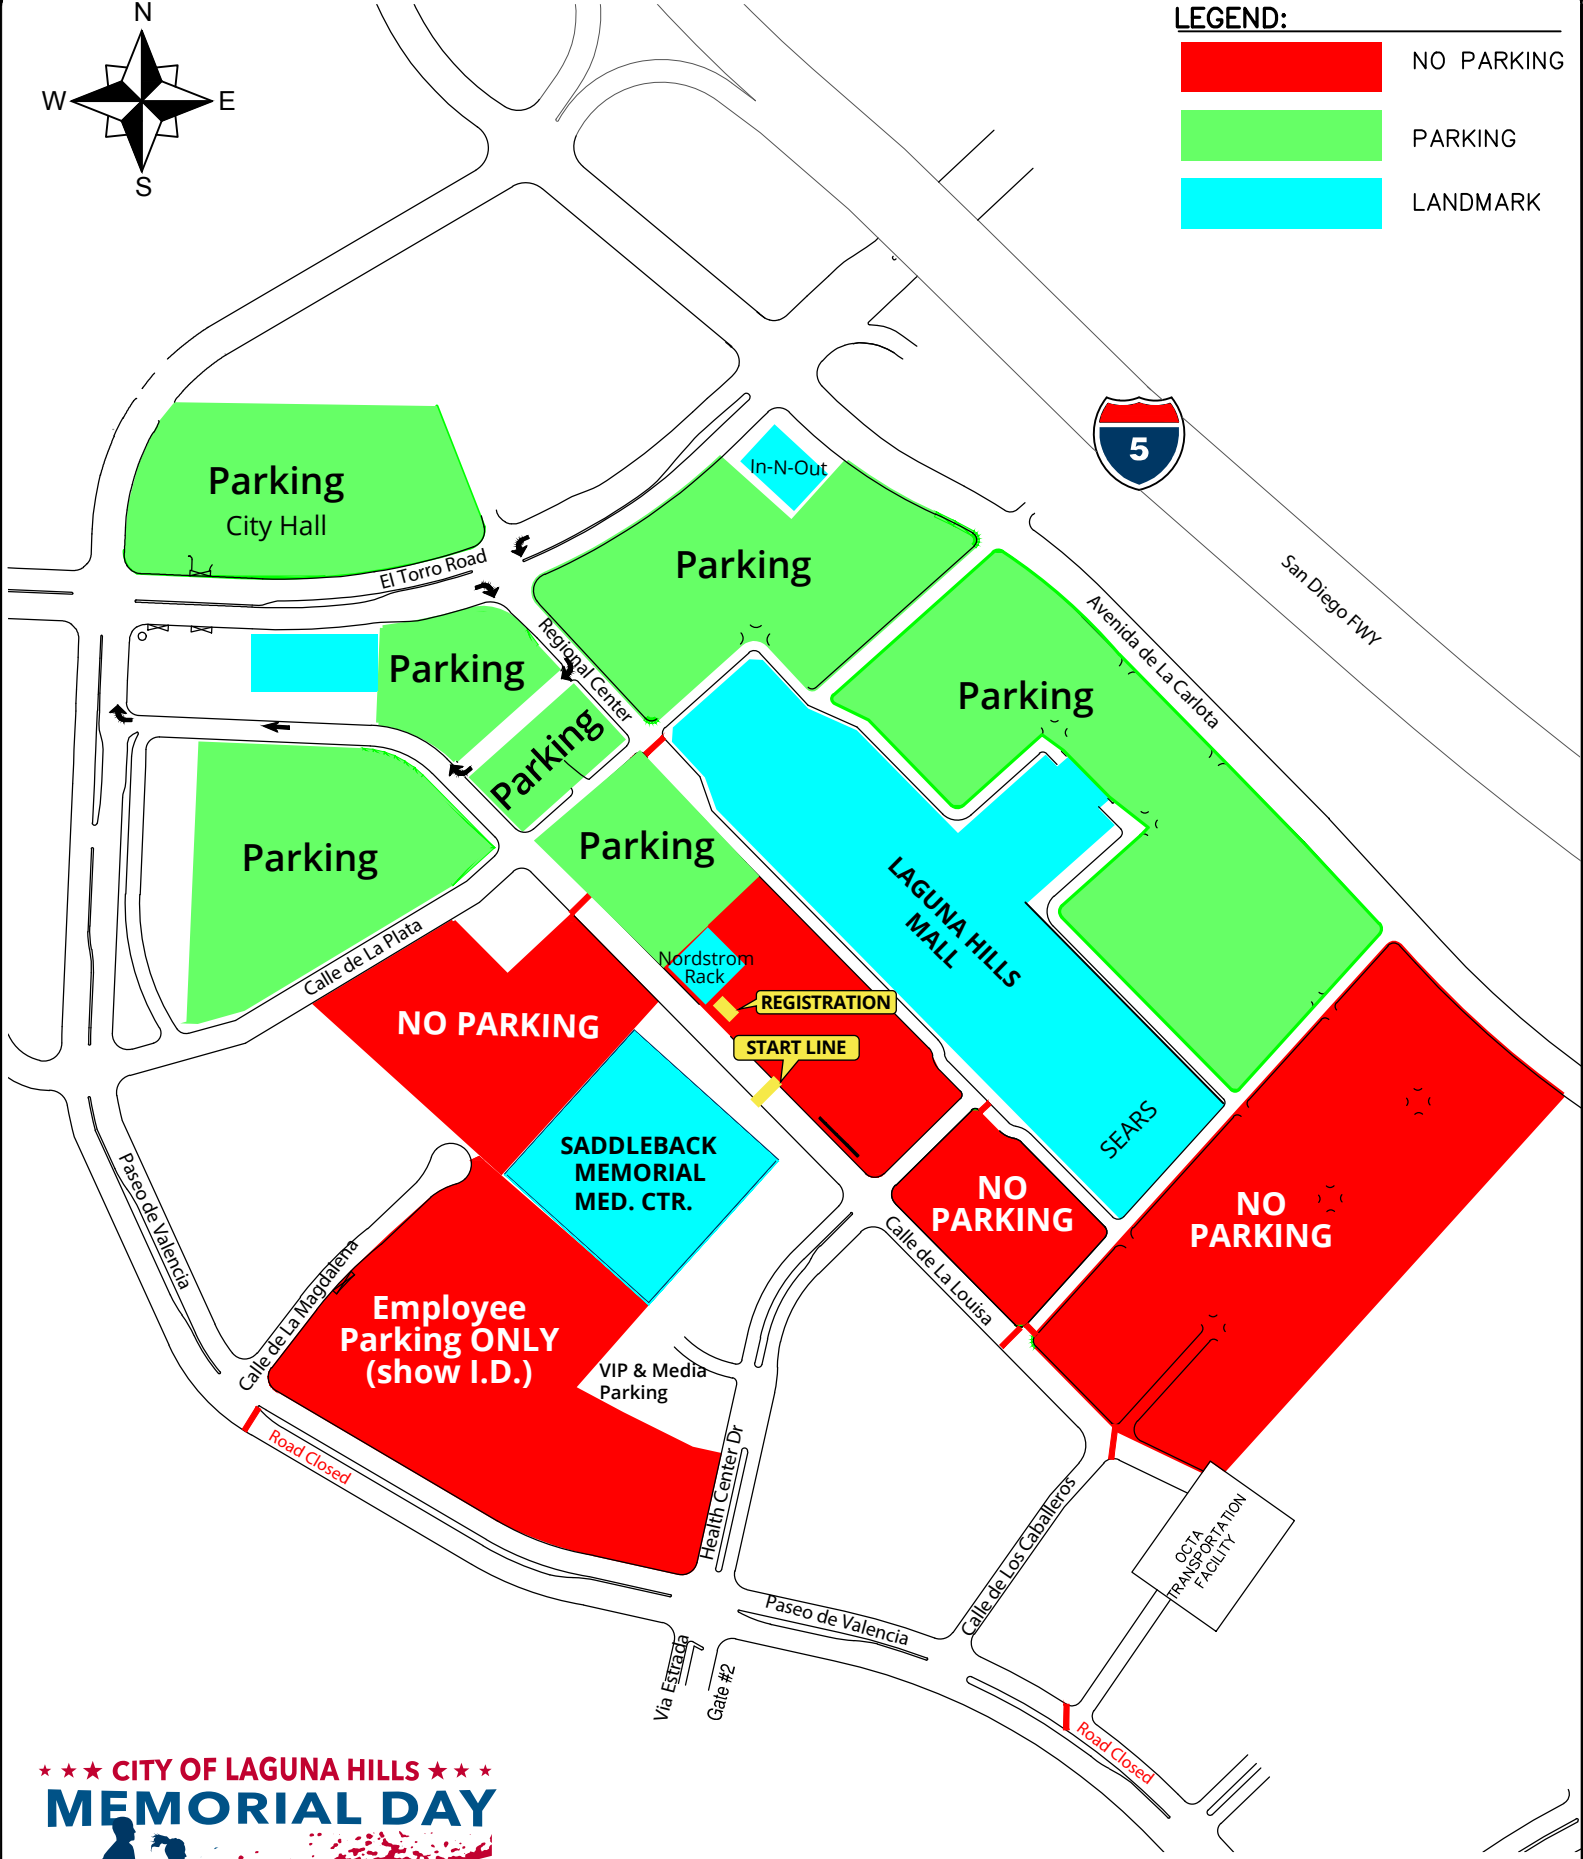 N
W
E
S
LEGEND:
NO PARKING
PARKING
LANDMARK
5
San Diego FWY
Avenida de La Carlota
In-N-Out
Parking
City Hall
El Torro Road
Parking
Regional Center
Parking
Parking
Parking
Parking
Parking
LAGUNA HILLS
MALL
SEARS
Nordstrom
Rack
REGISTRATION
START LINE
Calle de La Plata
NO PARKING
SADDLEBACK
MEMORIAL
MED. CTR.
NO
PARKING
NO
PARKING
Calle de La Louisa
Paseo de Valencia
Calle de La Magdalena
Employee
Parking ONLY
(show I.D.)
VIP & Media
Parking
Road Closed
Health Center Dr
Calle de Los Caballeros
OCTA
TRANSPORTATION
FACILITY
Paseo de Valencia
Via Estrada
Gate #2
Road Closed
CITY OF LAGUNA HILLS
MEMORIAL DAY